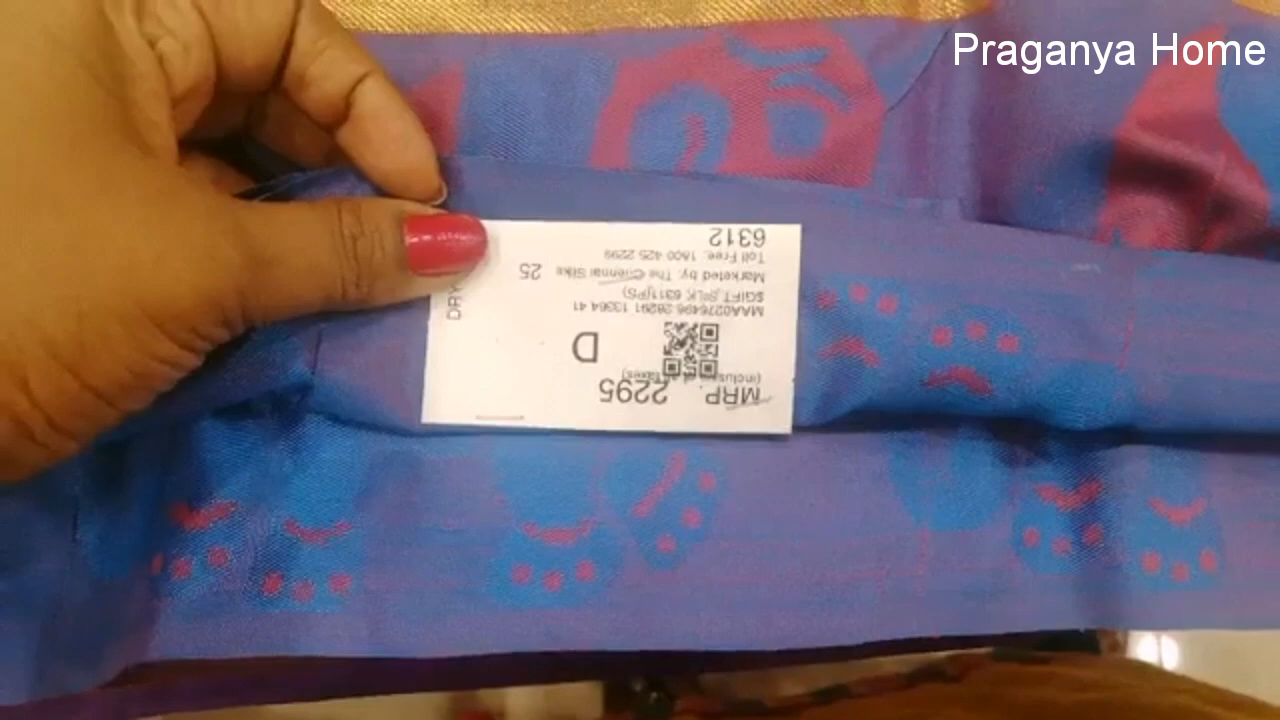 Praganya Home
MRP. 2295
(inclusive of taxes)
D
MAA0276496 28291 13364 41
$GIFT SILK 6311(PS)
Marketed by: The Chennai Silks 25
Toll Free: 1800 425 2299
6312
DRY